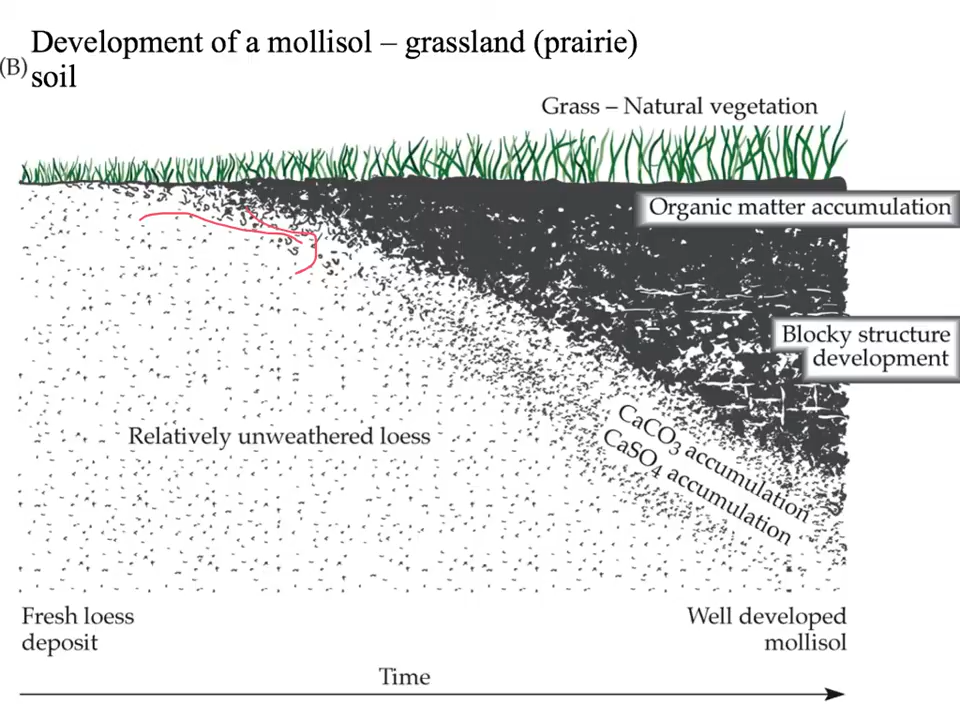 Development of a mollisol – grassland (prairie)
(B) soil
Grass – Natural vegetation
Organic matter accumulation
Blocky structure
development
CaCO₃ accumulation
CaSO₄ accumulation
Relatively unweathered loess
Fresh loess
deposit
Well developed
mollisol
Time